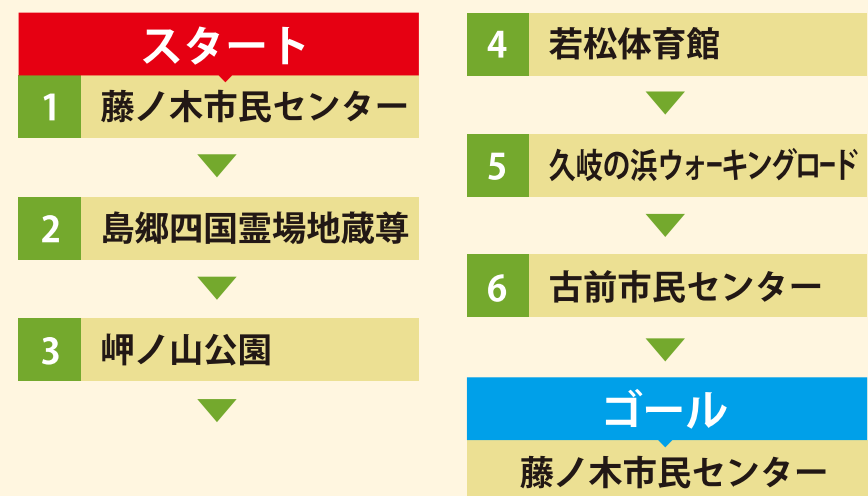 スタート
1 藤ノ木市民センター
2 島郷四国霊場地蔵尊
3 岬ノ山公園
4 若松体育館
5 久岐の浜ウォーキングロード
6 古前市民センター
ゴール
藤ノ木市民センター